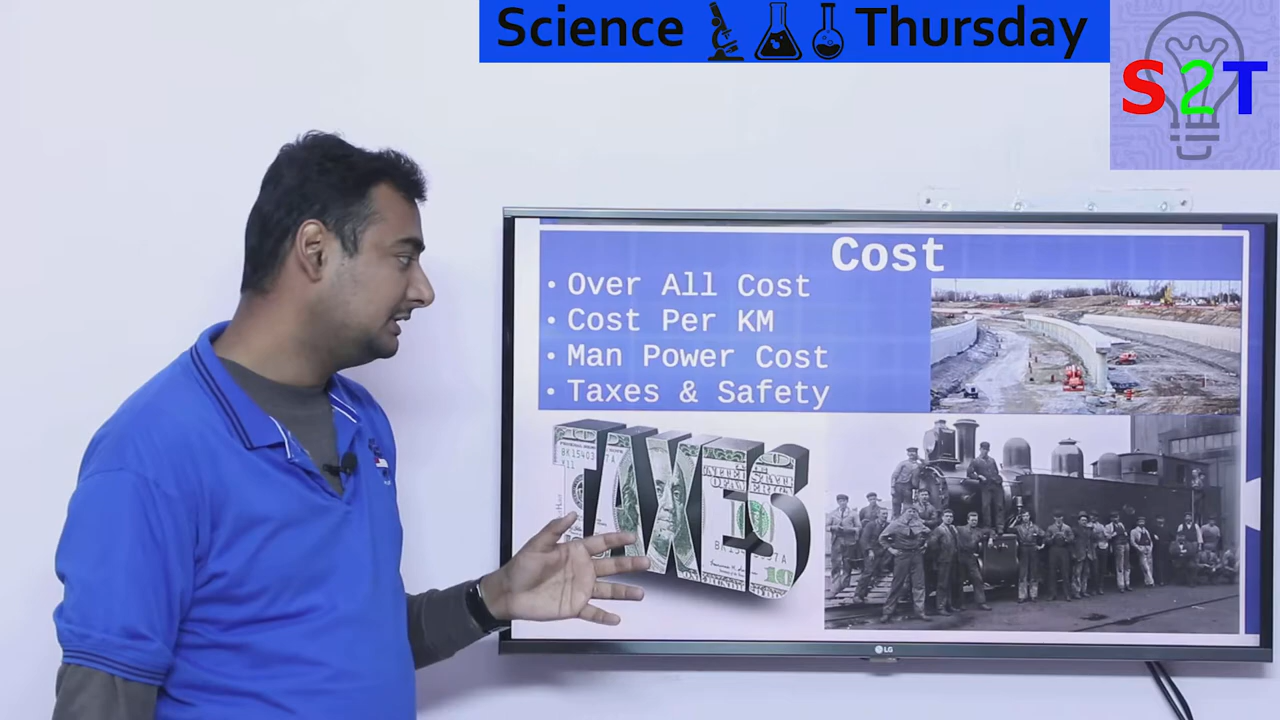 Science Thursday
S2T
Cost
• Over All Cost
• Cost Per KM
• Man Power Cost
• Taxes & Safety
TAXES
LG